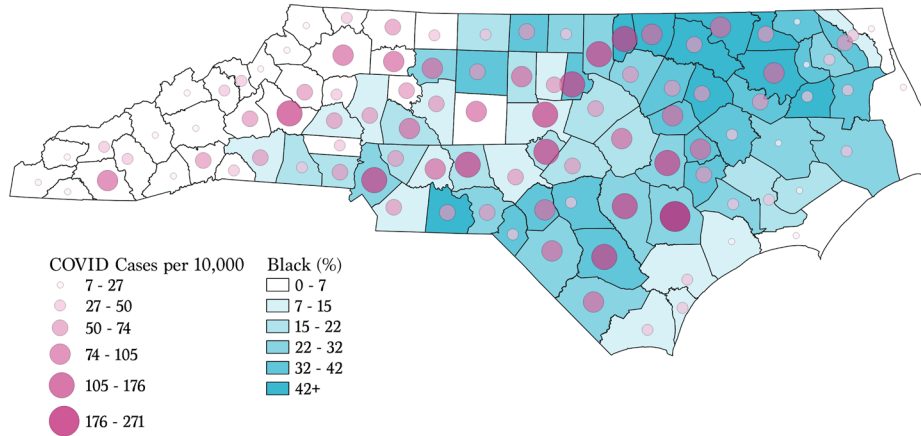 COVID Cases per 10,000
7 - 27
27 - 50
50 - 74
74 - 105
105 - 176
176 - 271
Black (%)
0 - 7
7 - 15
15 - 22
22 - 32
32 - 42
42+